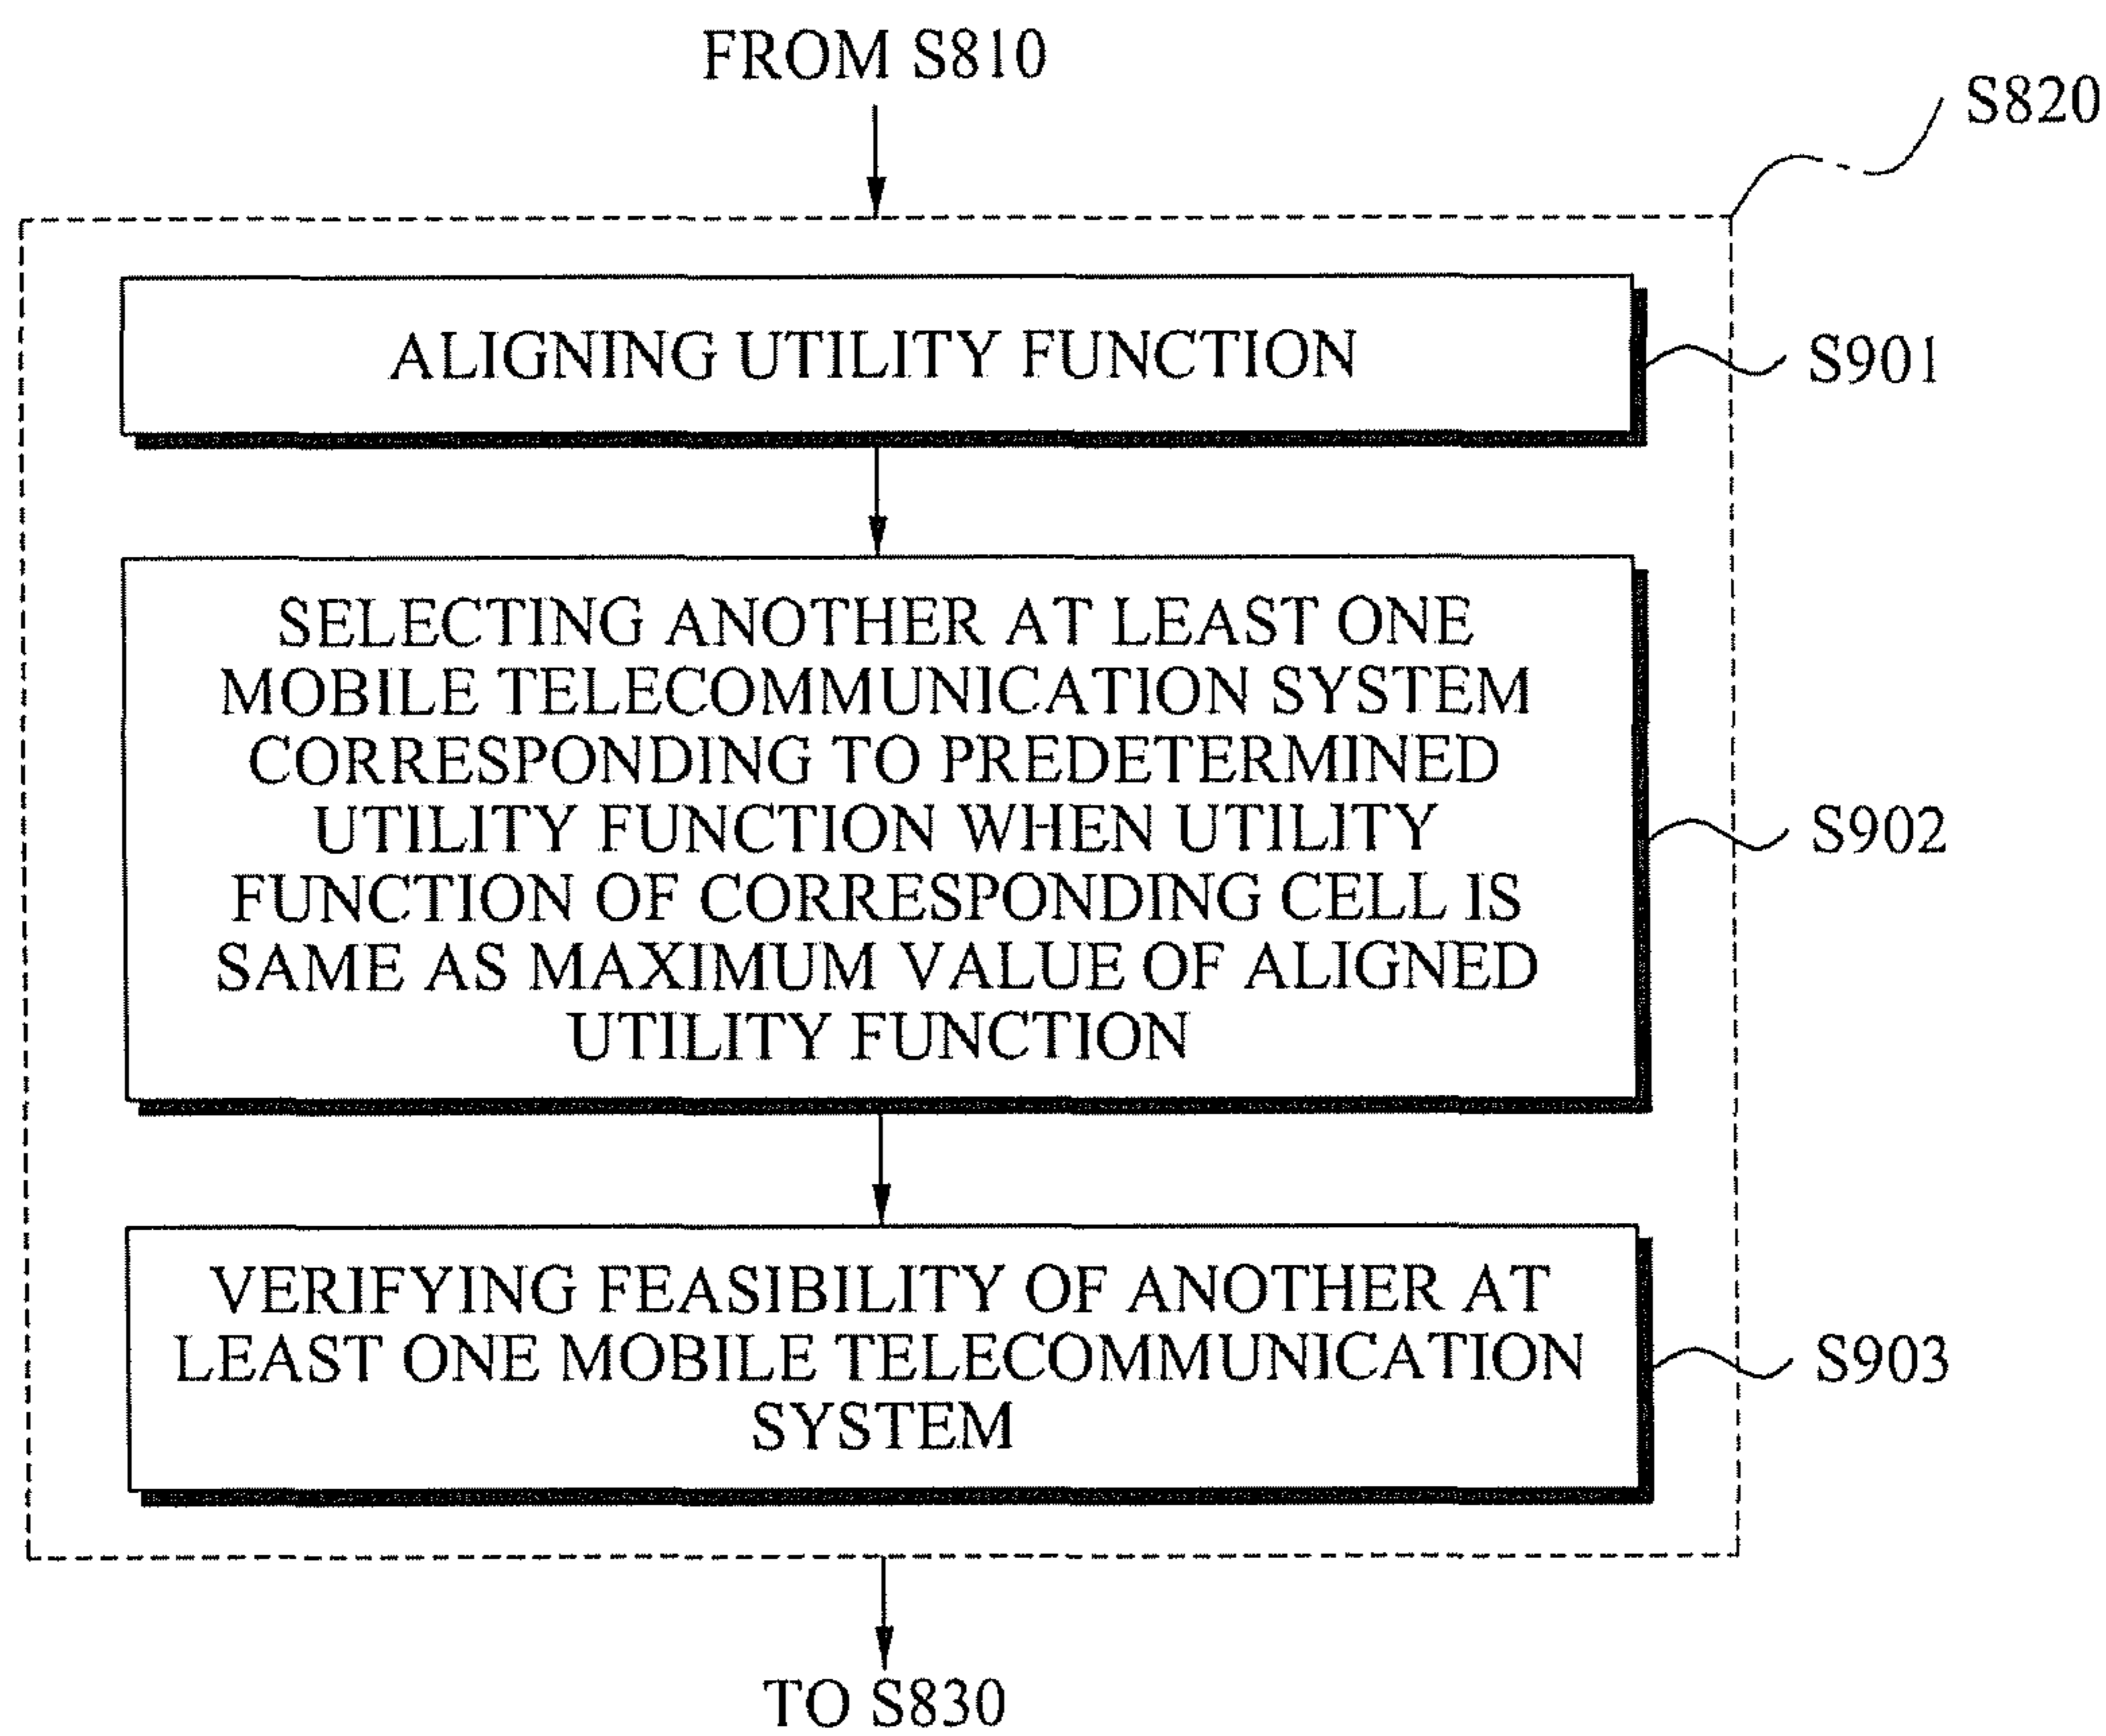 FROM S810
S820
ALIGNING UTILITY FUNCTION
S901
SELECTING ANOTHER AT LEAST ONE
MOBILE TELECOMMUNICATION SYSTEM
CORRESPONDING TO PREDETERMINED
UTILITY FUNCTION WHEN UTILITY
FUNCTION OF CORRESPONDING CELL IS
SAME AS MAXIMUM VALUE OF ALIGNED
UTILITY FUNCTION
S902
VERIFYING FEASIBILITY OF ANOTHER AT
LEAST ONE MOBILE TELECOMMUNICATION
SYSTEM
S903
TO S830